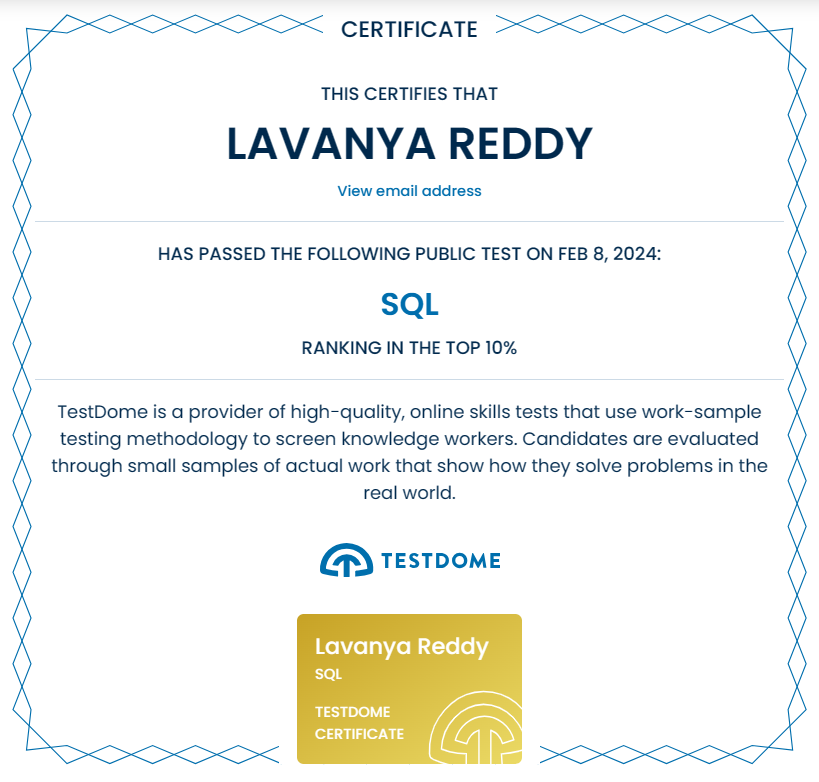 CERTIFICATE
THIS CERTIFIES THAT
LAVANYA REDDY
View email address
HAS PASSED THE FOLLOWING PUBLIC TEST ON FEB 8, 2024:
SQL
RANKING IN THE TOP 10%
TestDome is a provider of high-quality, online skills tests that use work-sample
testing methodology to screen knowledge workers. Candidates are evaluated
through small samples of actual work that show how they solve problems in the
real world.
TESTDOME
Lavanya Reddy
SQL
TESTDOME
CERTIFICATE